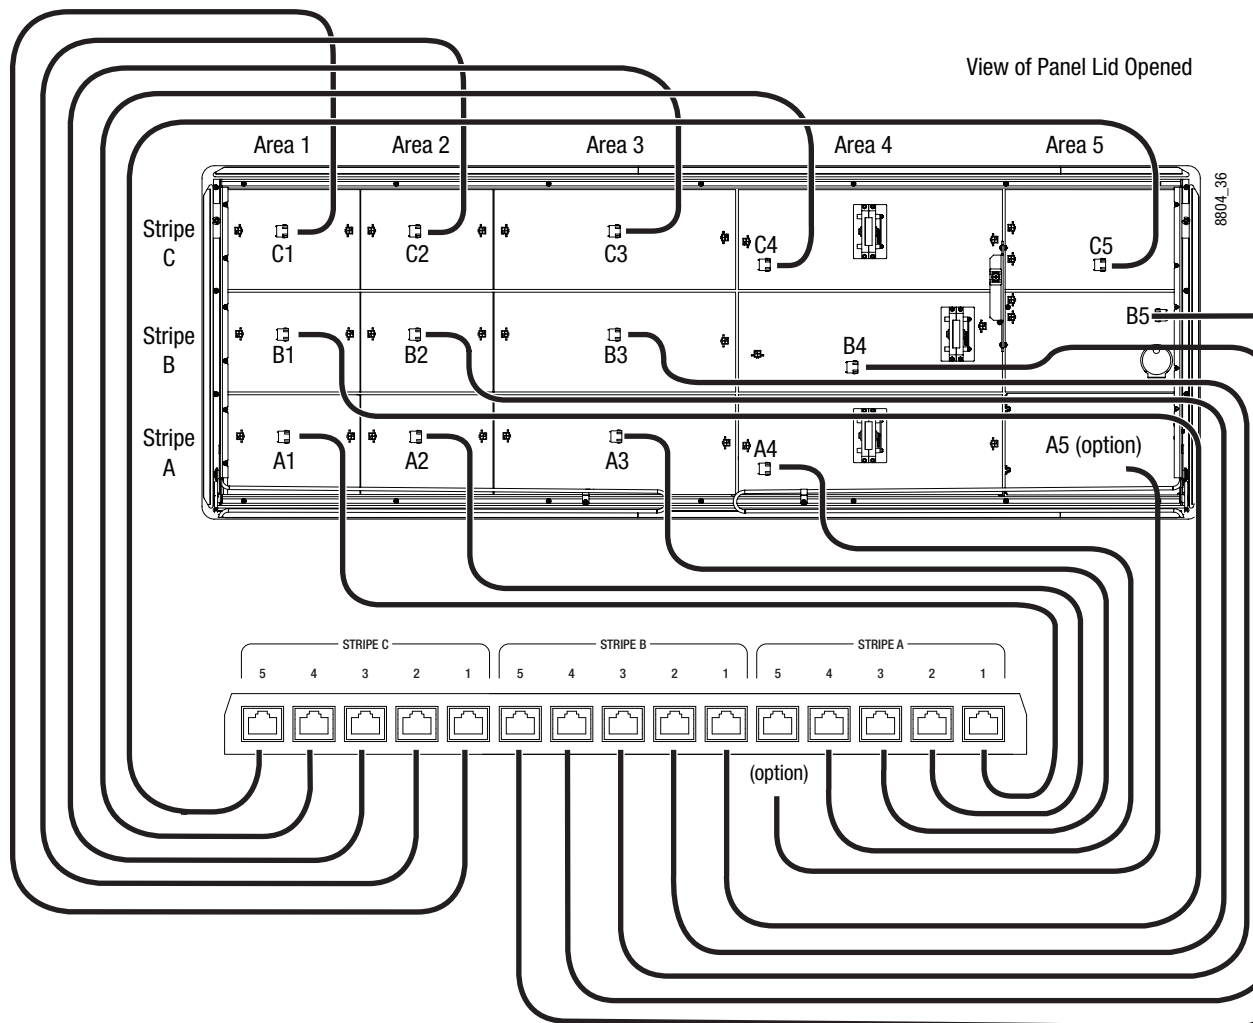 View of Panel Lid Opened
Area 1 Area 2 Area 3 Area 4 Area 5
8804_36
Stripe
C
C1 C2 C3 C4 C5
Stripe
B
B1 B2 B3 B4 B5
Stripe
A
A1 A2 A3 A4 A5 (option)
STRIPE C STRIPE B STRIPE A
5 4 3 2 1 5 4 3 2 1 5 4 3 2 1
(option)